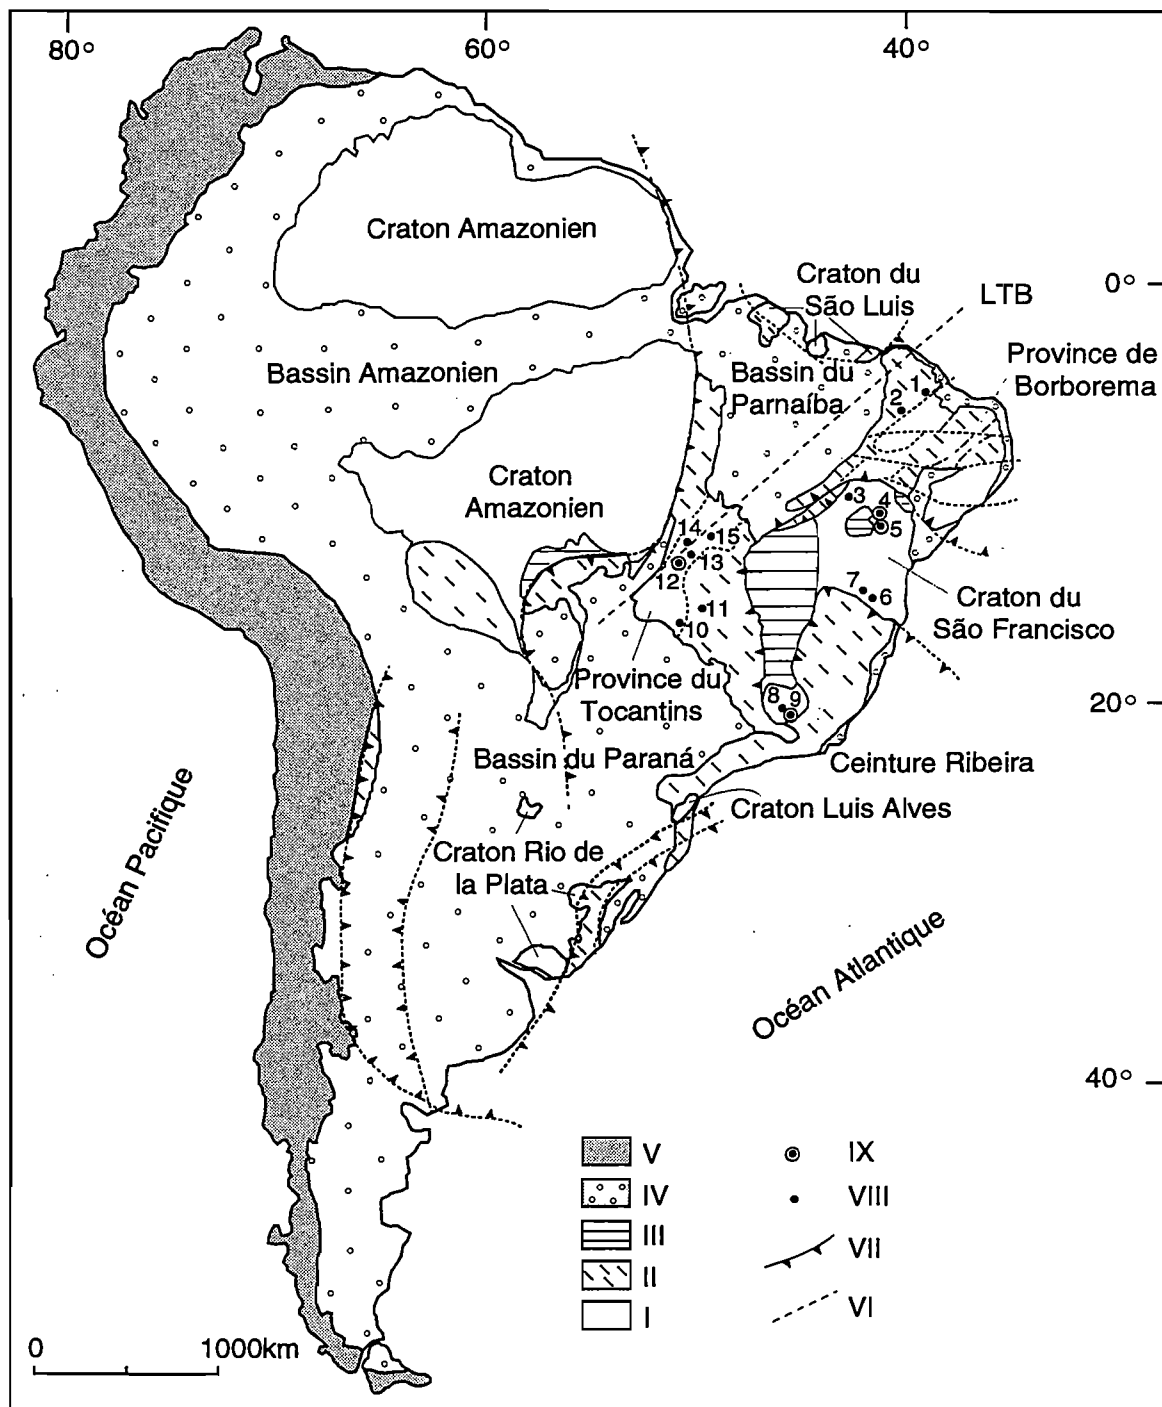 80°
60°
40°
Craton Amazonien
Craton du
São Luis
0°
LTB
Province de
Borborema
Bassin Amazonien
Bassin du
Parnaíba
1
2
Craton
Amazonien
3
4
5
14
15
13
12
7
6
11
10
Craton du
São Francisco
Province du
Tocantins
8
9
20°
Bassin du Paraná
Ceinture Ribeira
Craton Luis Alves
Craton Rio de
la Plata
Océan Pacifique
Océan Atlantique
40°
V
IX
IV
VIII
III
VII
II
VI
I
0
1000km